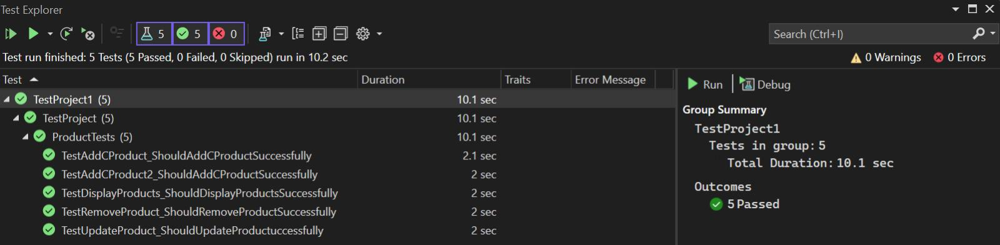 Test Explorer
5 5 0
Search (Ctrl+I)
Test run finished: 5 Tests (5 Passed, 0 Failed, 0 Skipped) run in 10.2 sec
0 Warnings 0 Errors
Test Duration Traits Error Message
TestProject1 (5) 10.1 sec
TestProject (5) 10.1 sec
ProductTests (5) 10.1 sec
TestAddCProduct_ShouldAddCProductSuccessfully 2.1 sec
TestAddCProduct2_ShouldAddCProductSuccessfully 2 sec
TestDisplayProducts_ShouldDisplayProductsSuccessfully 2 sec
TestRemoveProduct_ShouldRemoveProductSuccessfully 2 sec
TestUpdateProduct_ShouldUpdateProductuccessfully 2 sec
Run Debug
Group Summary
TestProject1
Tests in group: 5
Total Duration: 10.1 sec
Outcomes
5 Passed